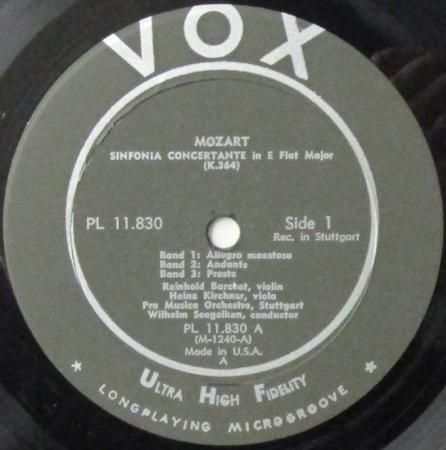 VOX
MOZART
SINFONIA CONCERTANTE in E Flat Major
(K.364)
PL 11.830
Side 1
Rec. in Stuttgart
Band 1: Allegro maestoso
Band 2: Andante
Band 3: Presto
Reinhold Barchet, violin
Heinz Kirchner, viola
Pro Musica Orchestra, Stuttgart
Wilhelm Seegelken, conductor
PL 11.830 A
(M-1240-A)
Made in U.S.A.
A
ULTRA HIGH FIDELITY
LONGPLAYING MICROGROOVE